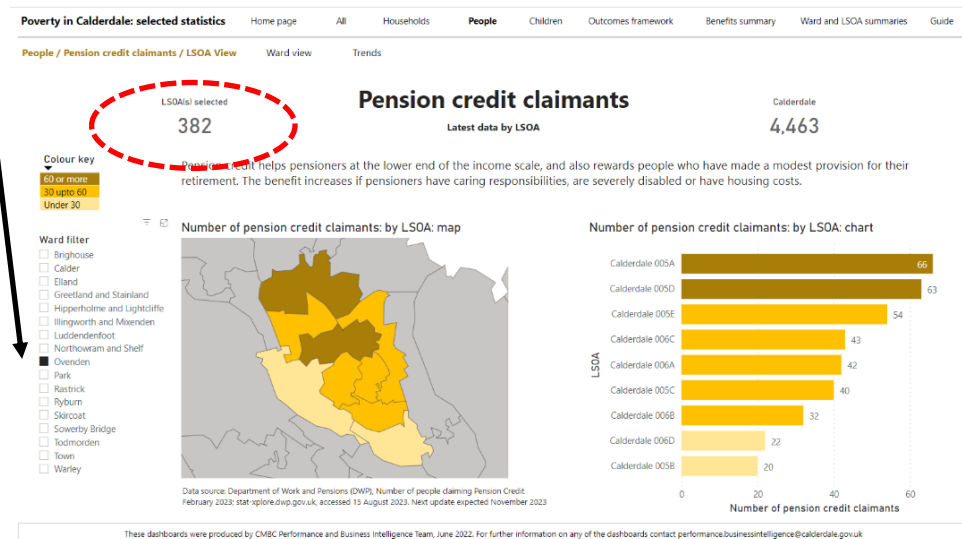 Poverty in Calderdale: selected statistics Home page All Households People Children Outcomes framework Benefits summary Ward and LSOA summaries Guide
People / Pension credit claimants / LSOA View Ward view Trends
LSOA(s) selected
382
Pension credit claimants
Latest data by LSOA
Calderdale
4,463
Colour key
60 or more
30 upto 60
Under 30
Pension credit helps pensioners at the lower end of the income scale, and also rewards people who have made a modest provision for their
retirement. The benefit increases if pensioners have caring responsibilities, are severely disabled or have housing costs.
Ward filter
Brighouse
Calder
Elland
Greetland and Stainland
Hipperholme and Lightcliffe
Illingworth and Mixenden
Luddendenfoot
Northowram and Shelf
Ovenden
Park
Rastrick
Ryburn
Skircoat
Sowerby Bridge
Todmorden
Town
Warley
Number of pension credit claimants: by LSOA: map
Data source: Department of Work and Pensions (DWP), Number of people claiming Pension Credit
February 2023; stat-xplore.dwp.gov.uk, accessed 15 August 2023. Next update expected November 2023
Number of pension credit claimants: by LSOA: chart
LSOA
Calderdale 005A 66
Calderdale 005D 63
Calderdale 005E 54
Calderdale 006C 43
Calderdale 006A 42
Calderdale 005C 40
Calderdale 006B 32
Calderdale 006D 22
Calderdale 005B 20
0 20 40 60
Number of pension credit claimants
These dashboards were produced by CMBC Performance and Business Intelligence Team, June 2022. For further information on any of the dashboards contact performance.businessintelligence@calderdale.gov.uk